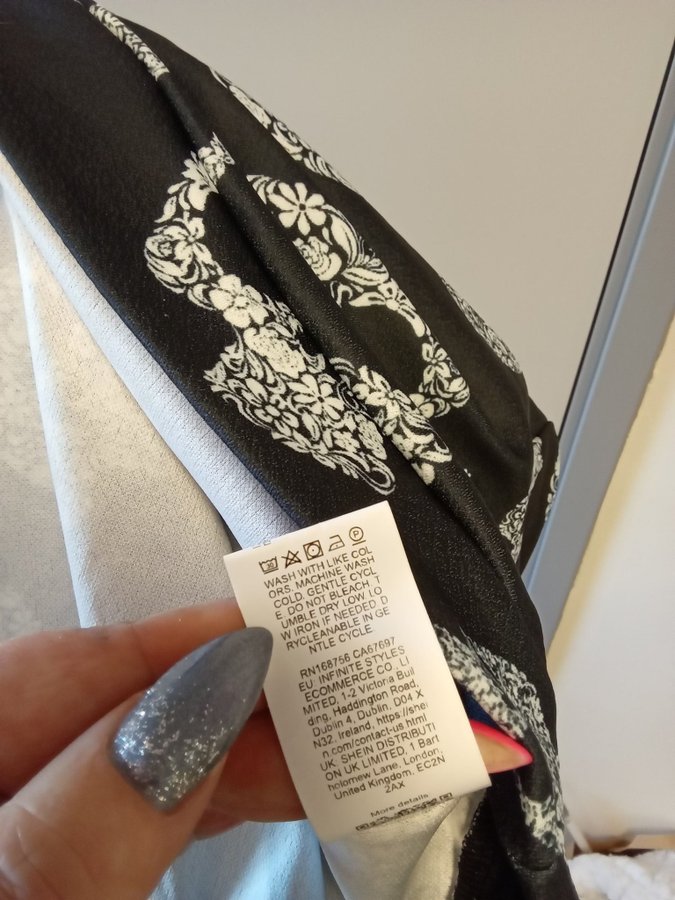 WASH WITH LIKE COL
ORS, MACHINE WASH
COLD, GENTLE CYCL
E. DO NOT BLEACH. T
UMBLE DRY LOW. LO
W IRON IF NEEDED. D
RYCLEANABLE IN GE
NTLE CYCLE
RN168756 CA67697
EU: INFINITE STYLES
ECOMMERCE CO., LI
MITED, 1-2 Victoria Buil
ding, Haddington Road,
Dublin 4, Dublin, D04 X
N32, Ireland, https://shei
n.com/contact-us.html
UK: SHEIN DISTRIBUTI
ON UK LIMITED, 1 Bart
holomew Lane, London,
United Kingdom, EC2N
2AX
More details